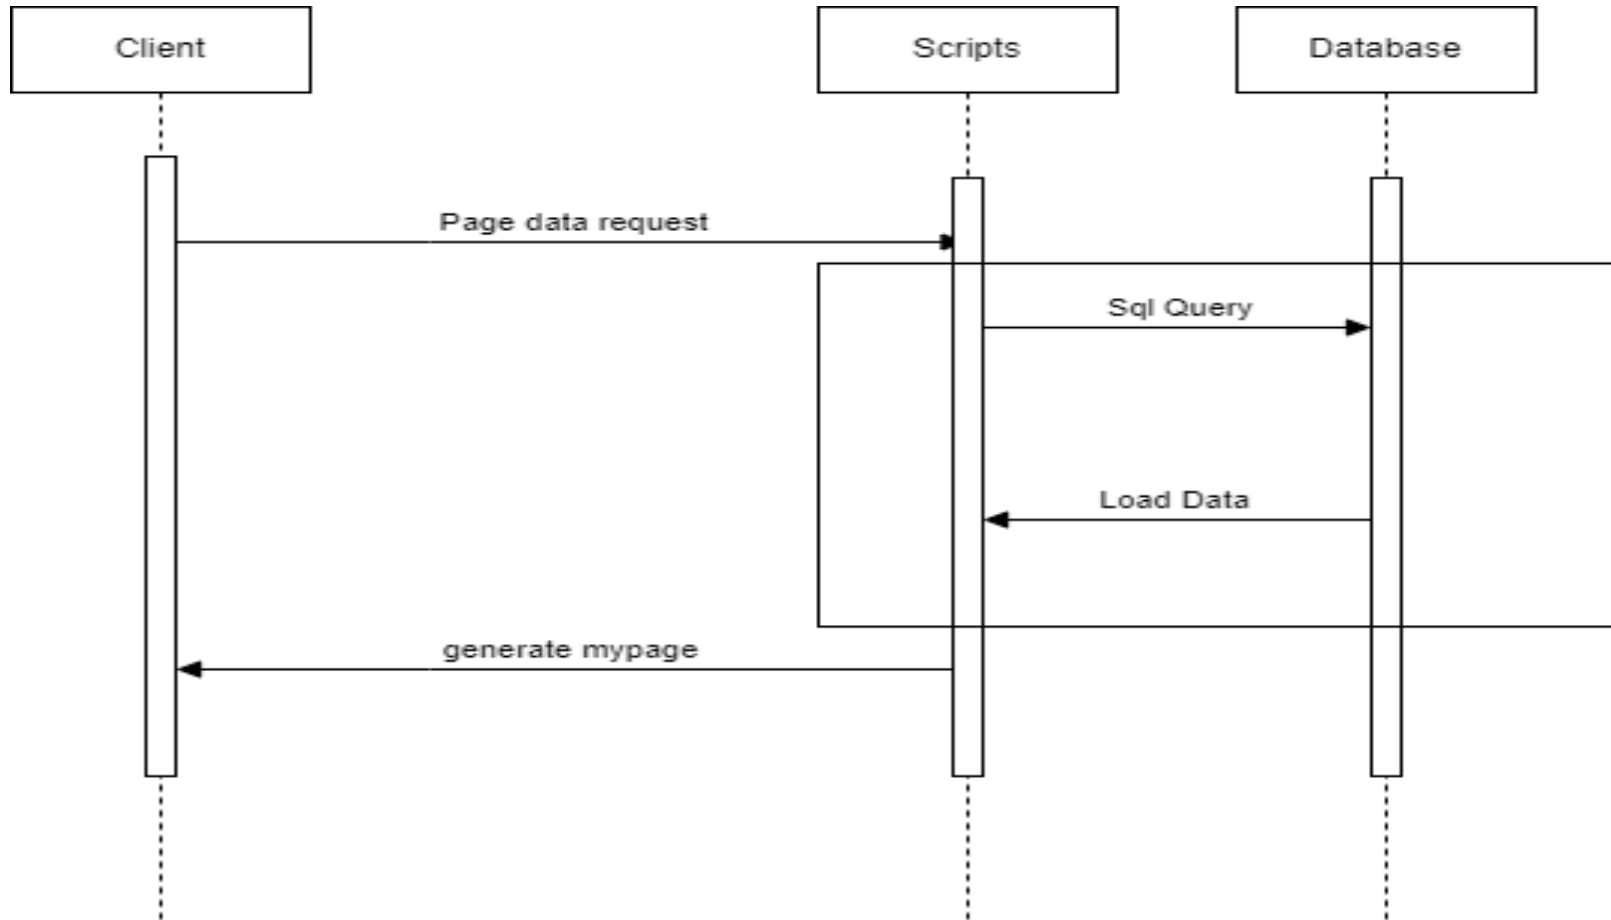 Client
Scripts
Database
Page data request
Sql Query
Load Data
generate mypage